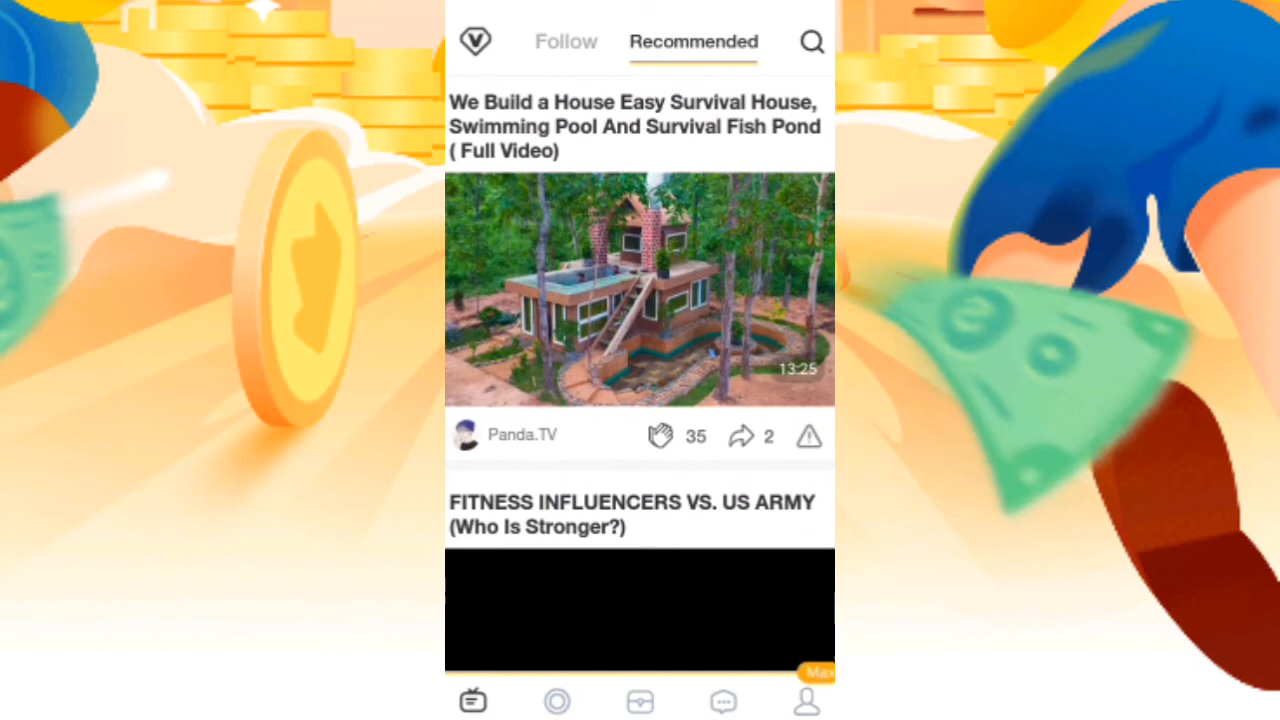 V
Follow
Recommended
We Build a House Easy Survival House,
Swimming Pool And Survival Fish Pond
( Full Video)
13:25
Panda.TV
35
2
FITNESS INFLUENCERS VS. US ARMY
(Who Is Stronger?)
Max